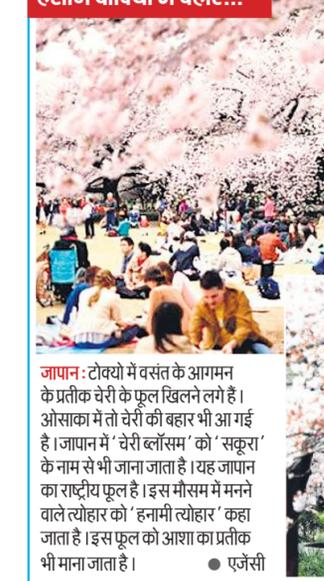 जापान : टोक्यो में वसंत के आगमन
के प्रतीक चेरी के फूल खिलने लगे हैं।
ओसाका में तो चेरी की बहार भी आ गई
है। जापान में ' चेरी ब्लॉसम ' को ' सकूरा '
के नाम से भी जाना जाता है। यह जापान
का राष्ट्रीय फूल है। इस मौसम में मनने
वाले त्योहार को ' हनामी त्योहार ' कहा
जाता है। इस फूल को आशा का प्रतीक
भी माना जाता है। ● एजेंसी